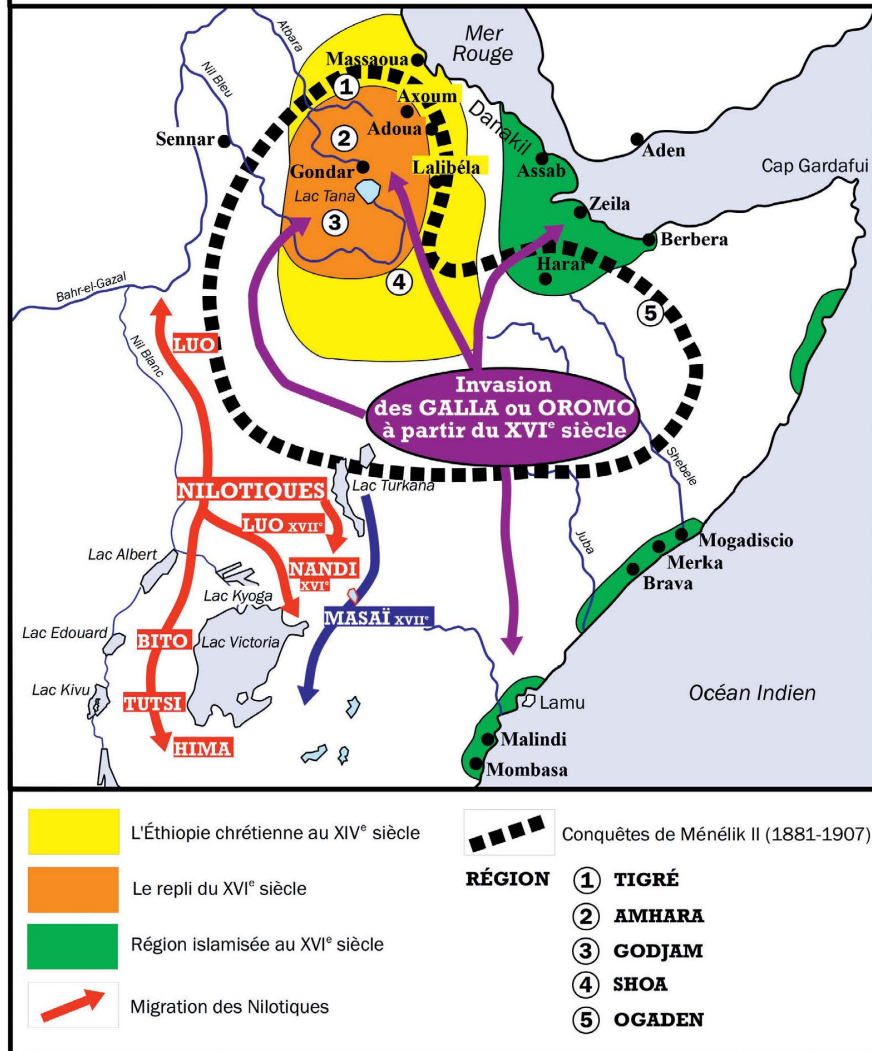 Mer
Rouge
Atbara
Massaoua
Nil Bleu
1
Axoum
Danakil
2
Adoua
Sennar
Aden
Assab
Cap Gardafui
Gondar
Lalibéla
Lac Tana
Zeila
3
Berbera
Harar
4
Bahr-el-Gazal
5
LUO
Nil Blanc
Invasion
des GALLA ou OROMO
à partir du XVIe siècle
Shebele
Lac Turkana
NILOTIQUES
LUO XVIIe
Juba
Mogadiscio
Lac Albert
Merka
NANDI
XVIe
Brava
Lac Kyoga
MASAÏ XVIIe
Lac Edouard
BITO
Lac Victoria
Lac Kivu
TUTSI
Lamu
Océan Indien
HIMA
Malindi
Mombasa
L'Éthiopie chrétienne au XIVe siècle
Le repli du XVIe siècle
Région islamisée au XVIe siècle
Migration des Nilotiques
Conquêtes de Ménélik II (1881-1907)
RÉGION
1 TIGRÉ
2 AMHARA
3 GODJAM
4 SHOA
5 OGADEN